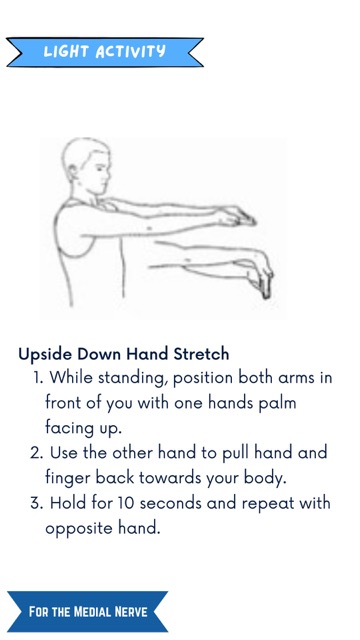 LIGHT ACTIVITY
Upside Down Hand Stretch
1. While standing, position both arms in
front of you with one hands palm
facing up.
2. Use the other hand to pull hand and
finger back towards your body.
3. Hold for 10 seconds and repeat with
opposite hand.
FOR THE MEDIAL NERVE